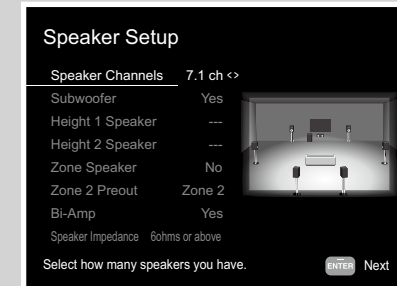 Speaker Setup
Speaker Channels 7.1 ch <>
Subwoofer Yes
Height 1 Speaker ---
Height 2 Speaker ---
Zone Speaker No
Zone 2 Preout Zone 2
Bi-Amp Yes
Speaker Impedance 6ohms or above
Select how many speakers you have. ENTER Next